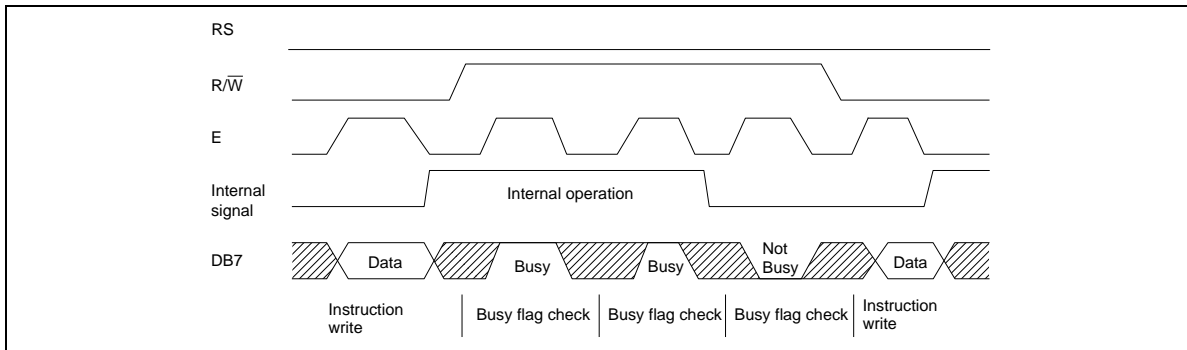 RS
R/W̅
E
Internal
signal
Internal operation
DB7
Data
Busy
Busy
Not
Busy
Data
Instruction
write
Busy flag check
Busy flag check
Busy flag check
Instruction
write